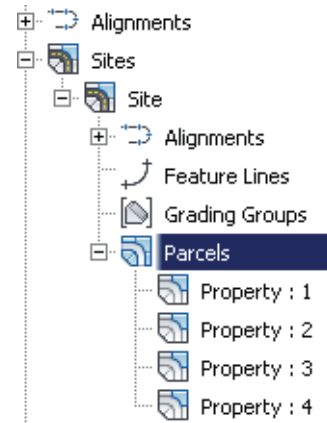 Alignments
Sites
Site
Alignments
Feature Lines
Grading Groups
Parcels
Property : 1
Property : 2
Property : 3
Property : 4